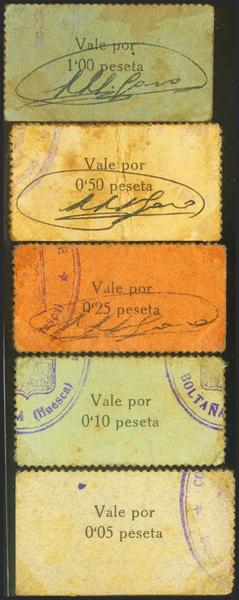 Vale por
1'00 peseta
Vale por
0'50 peseta
Vale por
0'25 peseta
Vale por
0'10 peseta
(Huesca)
BOLTAÑA
Vale por
0'05 peseta